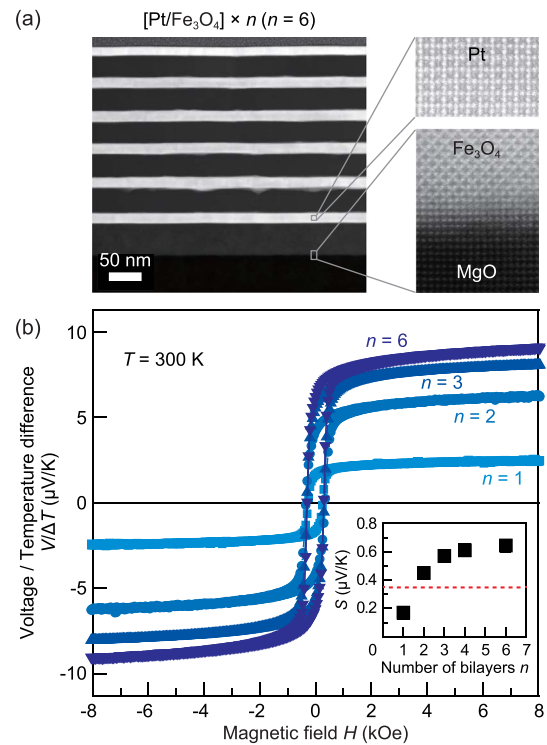 (a)
[Pt/Fe₃O₄] × n (n = 6)
Pt
Fe₃O₄
MgO
50 nm
(b)
10
5
0
-5
-10
Voltage / Temperature difference
V/ΔT (µV/K)
T = 300 K
n = 6
n = 3
n = 2
n = 1
0.8
0.6
0.4
0.2
0
S (µV/K)
1 2 3 4 5 6 7
Number of bilayers n
-8 -6 -4 -2 0 2 4 6 8
Magnetic field H (kOe)